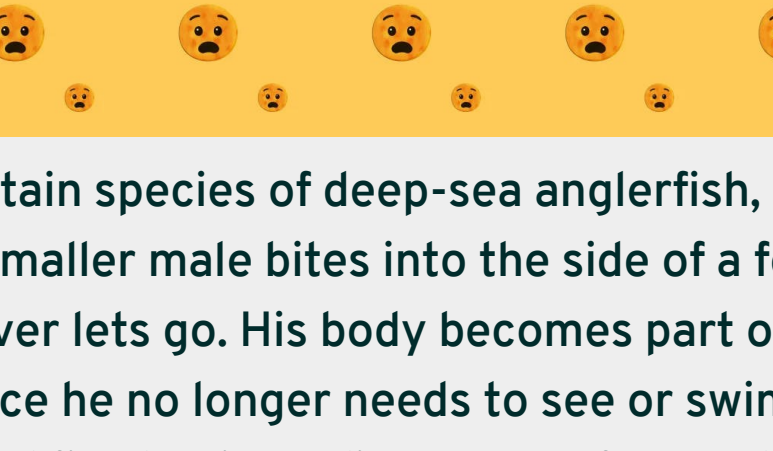 tain species of deep-sea anglerfish,
maller male bites into the side of a f
ver lets go. His body becomes part o
ce he no longer needs to see or swim